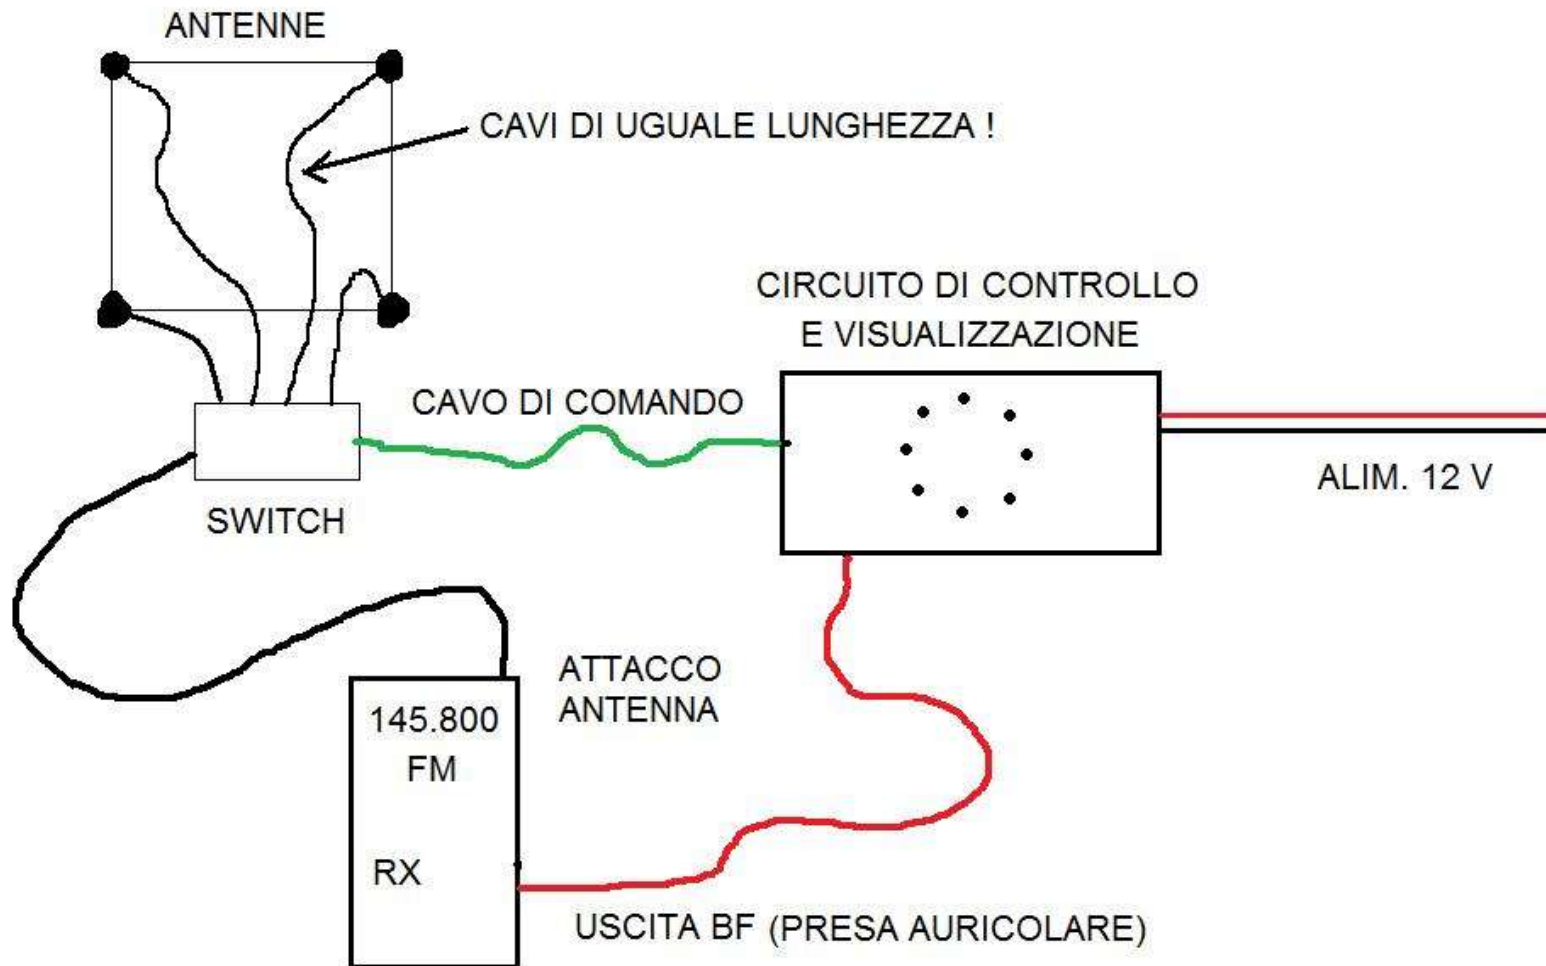 ANTENNE
CAVI DI UGUALE LUNGHEZZA !
CIRCUITO DI CONTROLLO
E VISUALIZZAZIONE
CAVO DI COMANDO
ALIM. 12 V
SWITCH
ATTACCO
ANTENNA
145.800
FM
RX
USCITA BF (PRESA AURICOLARE)